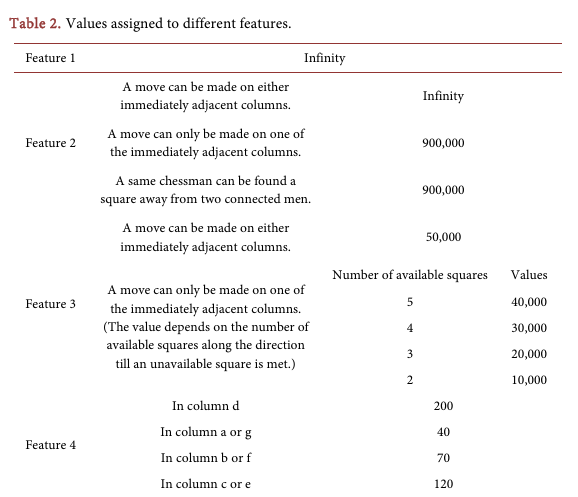 Table 2. Values assigned to different features.
Feature 1 Infinity
A move can be made on either
immediately adjacent columns.
Infinity
Feature 2
A move can only be made on one of
the immediately adjacent columns.
900,000
A same chessman can be found a
square away from two connected men.
900,000
A move can be made on either
immediately adjacent columns.
50,000
Feature 3
A move can only be made on one of
the immediately adjacent columns.
(The value depends on the number of
available squares along the direction
till an unavailable square is met.)
Number of available squares Values
5 40,000
4 30,000
3 20,000
2 10,000
Feature 4
In column d 200
In column a or g 40
In column b or f 70
In column c or e 120